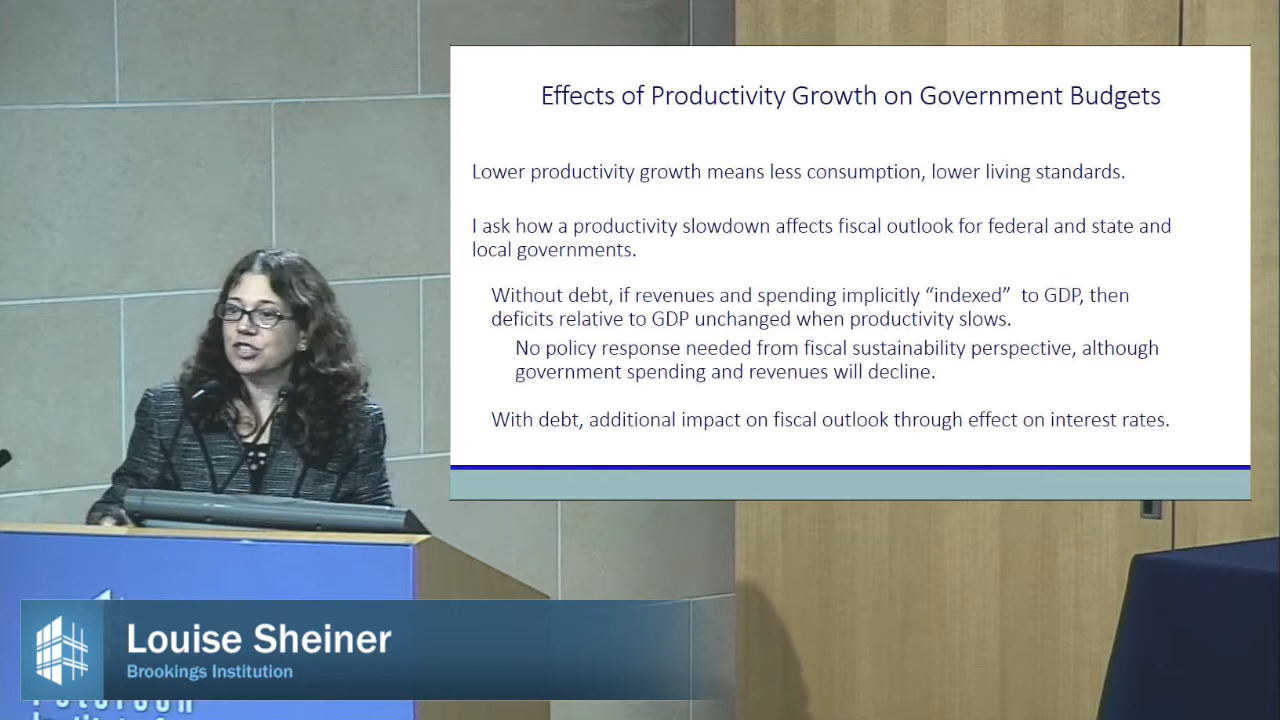 Effects of Productivity Growth on Government Budgets
Lower productivity growth means less consumption, lower living standards.
I ask how a productivity slowdown affects fiscal outlook for federal and state and
local governments.
Without debt, if revenues and spending implicitly “indexed” to GDP, then
deficits relative to GDP unchanged when productivity slows.
No policy response needed from fiscal sustainability perspective, although
government spending and revenues will decline.
With debt, additional impact on fiscal outlook through effect on interest rates.
Louise Sheiner
Brookings Institution